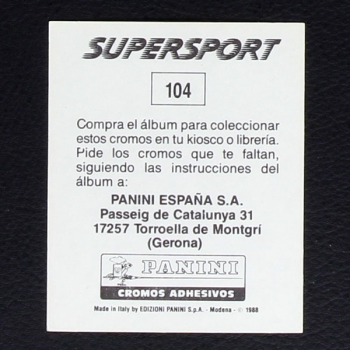 SUPERSPORT
104
Compra el álbum para coleccionar
estos cromos en tu kiosco o librería.
Pide los cromos que te faltan,
siguiendo las instrucciones del
álbum a:
PANINI ESPAÑA S.A.
Passeig de Catalunya 31
17257 Torroella de Montgrí
(Gerona)
PANINI
CROMOS ADHESIVOS
Made in Italy by EDIZIONI PANINI S.p.A. - Modena - © 1988